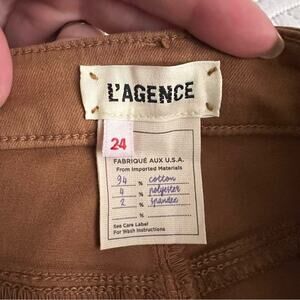 L'AGENCE
24
FABRIQUÉ AUX U.S.A.
From Imported Materials
94 % cotton
4 % polyester
2 % spandex
%
See Care Label
For Wash Instructions